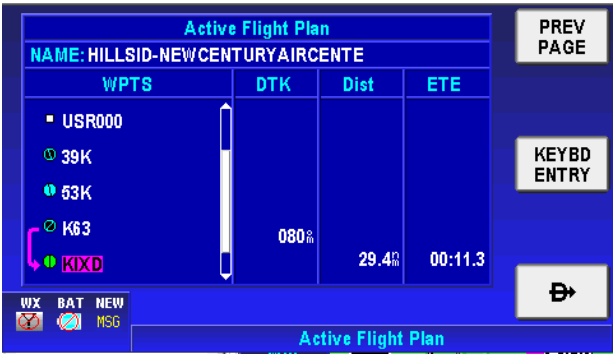 Active Flight Plan
PREV
PAGE
NAME: HILLSID-NEWCENTURYAIRCENTE
WPTS DTK Dist ETE
USR000
39K
KEYBD
ENTRY
53K
K63
080°m
29.4nm 00:11.3
KIXD
D
WX BAT NEW
MSG
Active Flight Plan